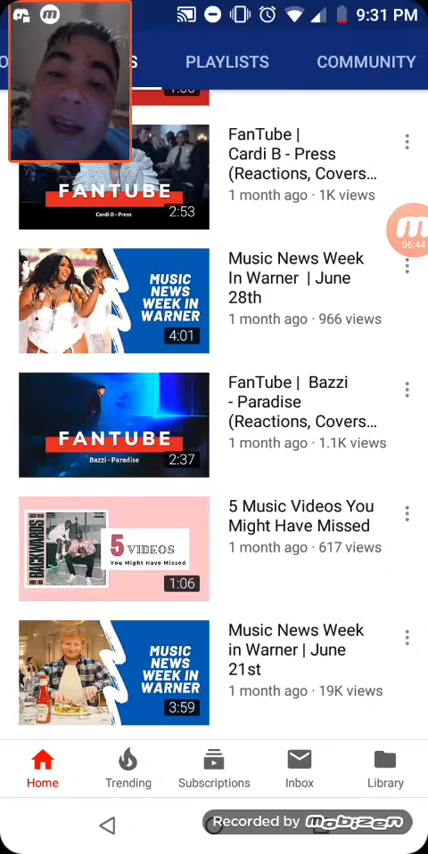 9:31 PM
S
PLAYLISTS
COMMUNITY
06:44
FANTUBE
Cardi B - Press
2:53
FanTube |
Cardi B - Press
(Reactions, Covers...
1 month ago · 1K views
MUSIC
NEWS
WEEK IN
WARNER
4:01
Music News Week
In Warner | June
28th
1 month ago · 966 views
FANTUBE
Bazzi - Paradise
2:37
FanTube | Bazzi
- Paradise
(Reactions, Covers...
1 month ago · 1.1K views
BACKWARDS
5 VIDEOS
You Might Have Missed
1:06
5 Music Videos You
Might Have Missed
1 month ago · 617 views
MUSIC
NEWS
WEEK IN
WARNER
3:59
Music News Week
in Warner | June
21st
1 month ago · 19K views
Home
Trending
Subscriptions
Inbox
Library
Recorded by mobizen